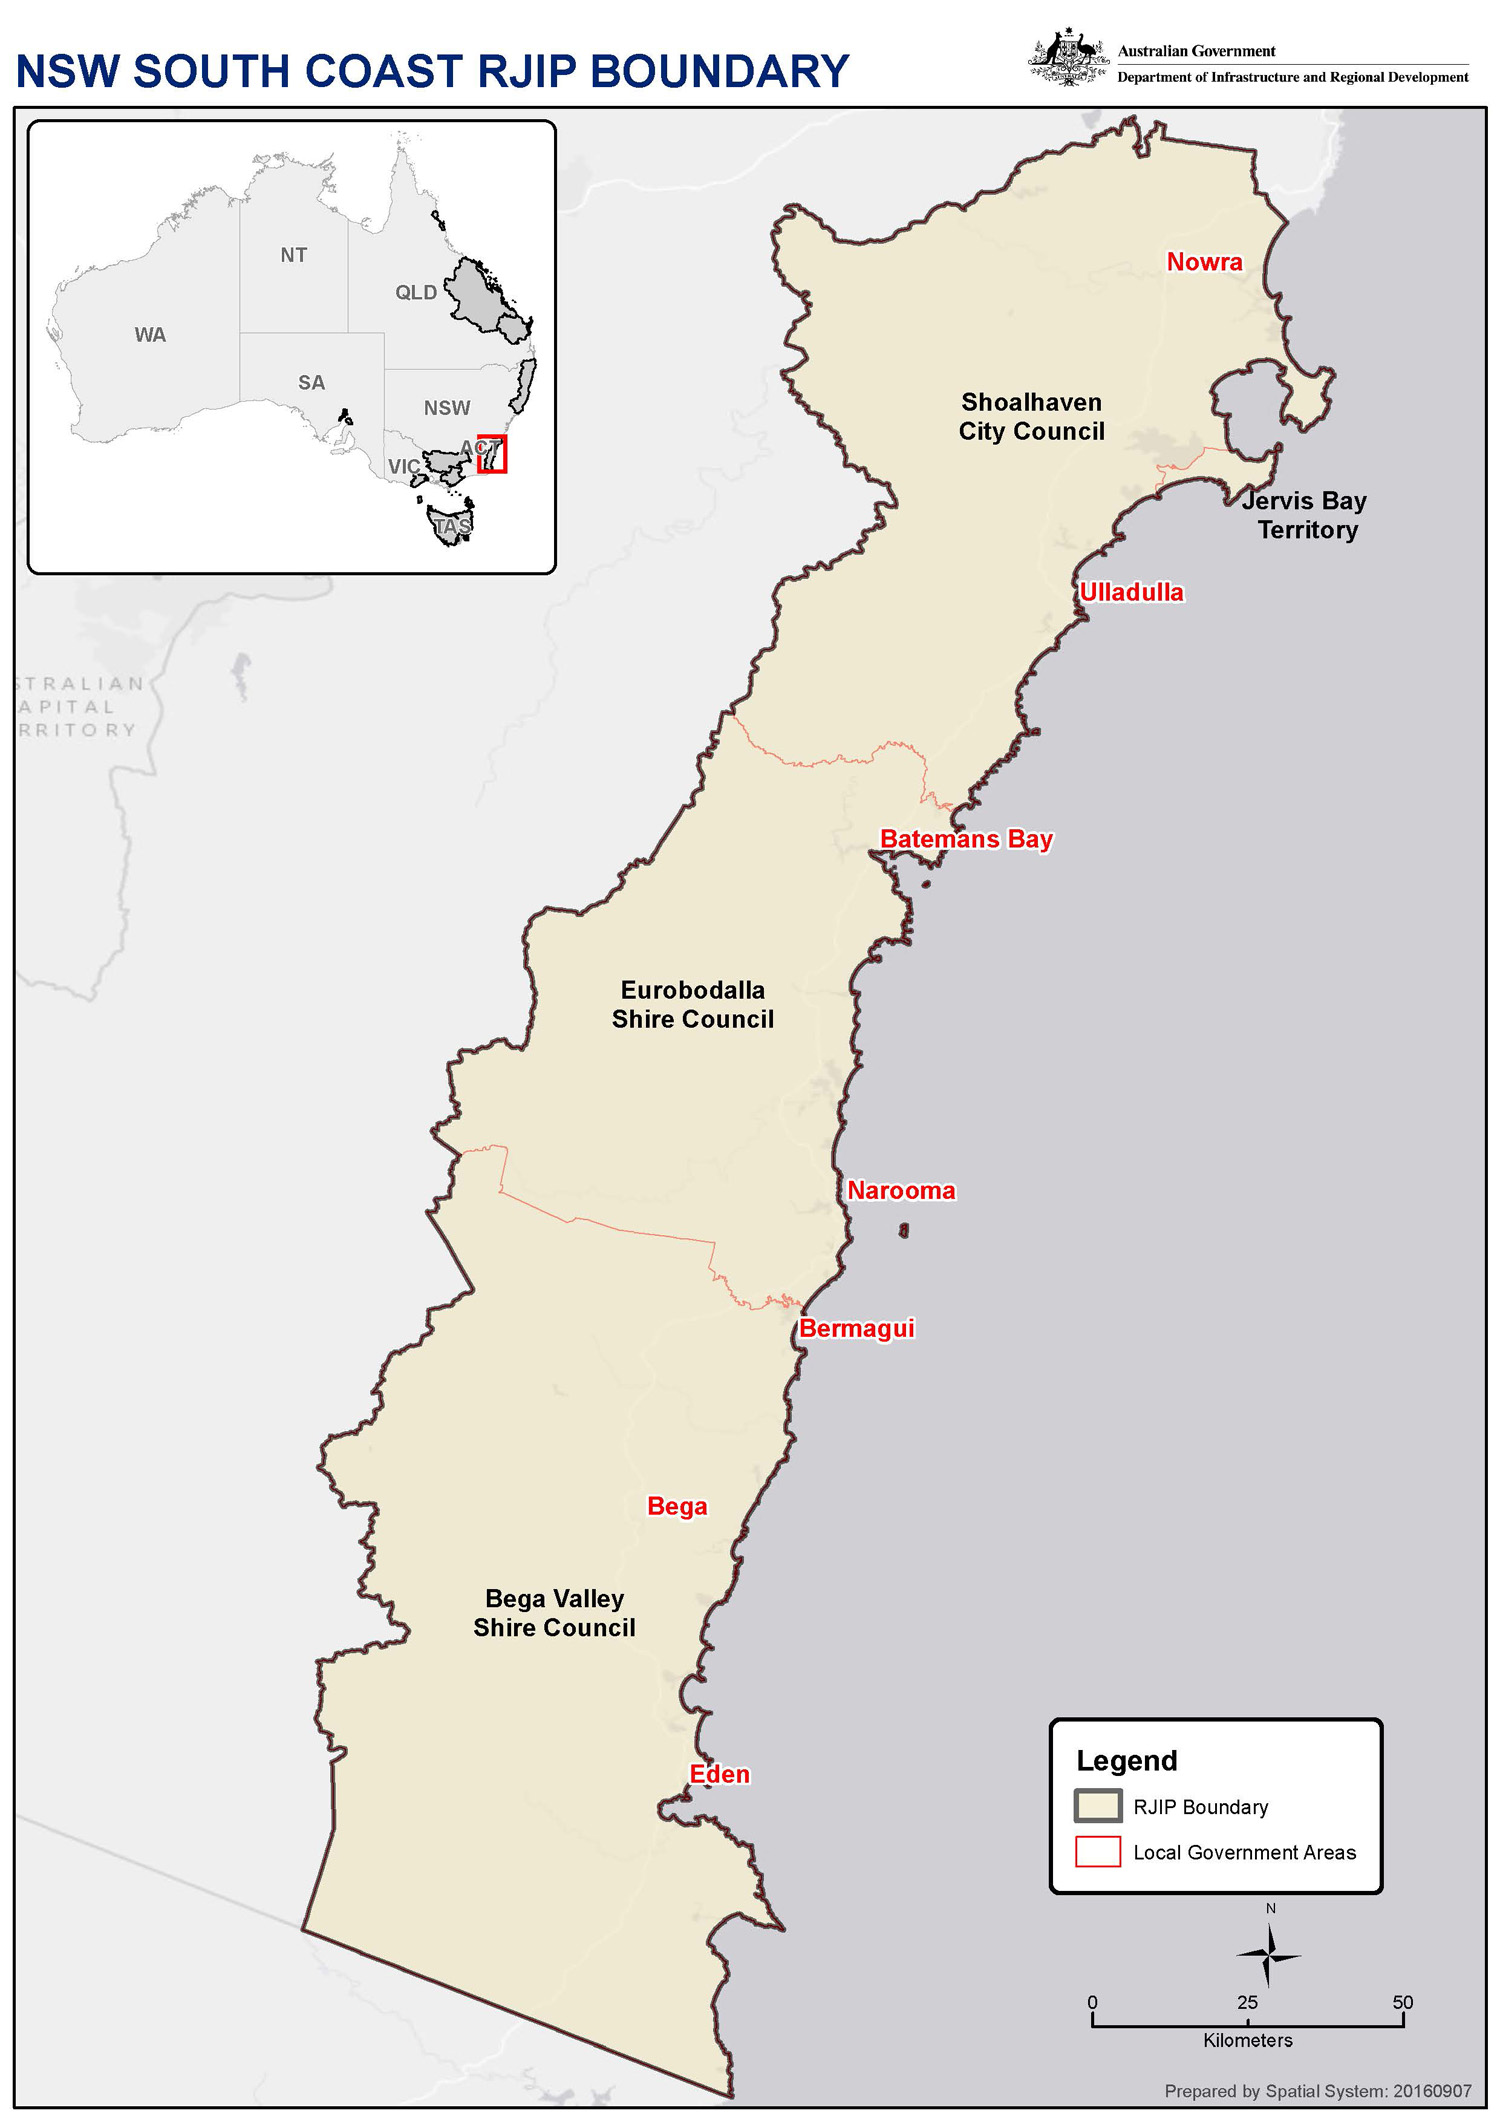 NSW SOUTH COAST RJIP BOUNDARY
Australian Government
Department of Infrastructure and Regional Development
NT
QLD
WA
SA
NSW
ACT
VIC
TAS
Nowra
Shoalhaven
City Council
Jervis Bay
Territory
Ulladulla
STRALIAN
APITAL
RRITORY
Batemans Bay
Eurobodalla
Shire Council
Narooma
Bermagui
Bega
Bega Valley
Shire Council
Eden
Legend
RJIP Boundary
Local Government Areas
N
0 25 50
Kilometers
Prepared by Spatial System: 20160907